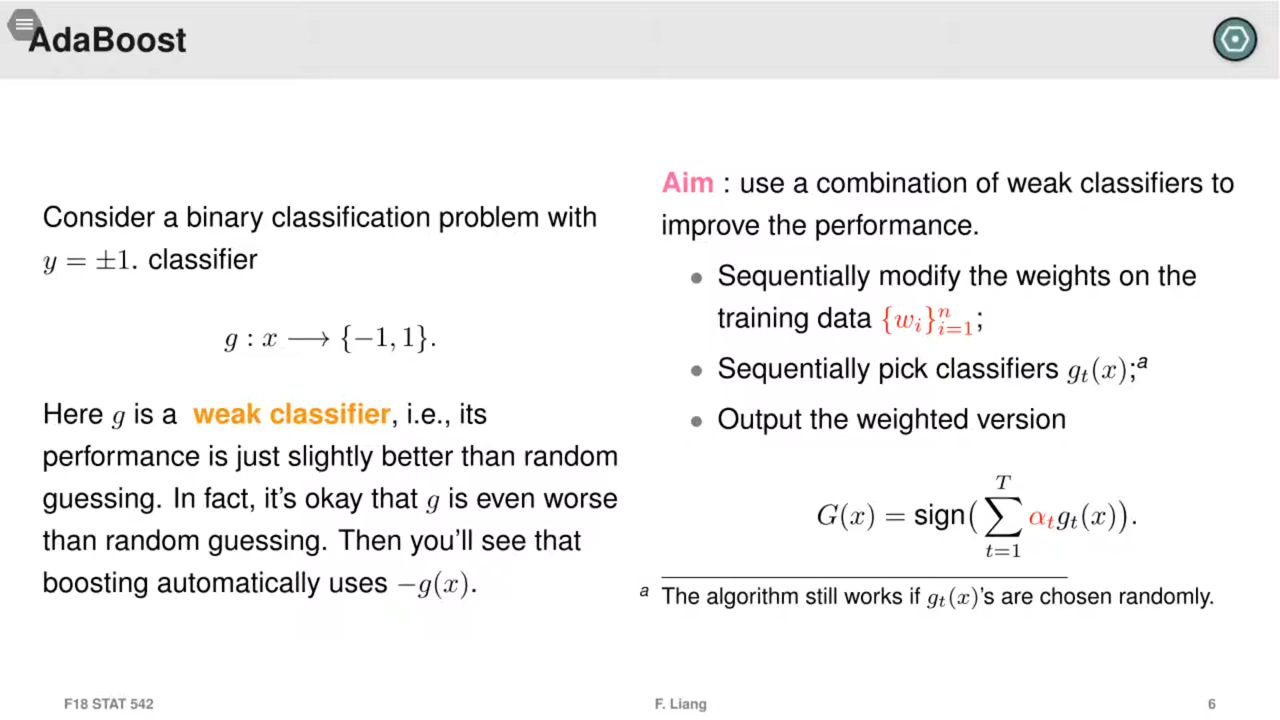 AdaBoost
Consider a binary classification problem with
y = ±1. classifier
g : x ⟶ {−1, 1}.
Here g is a weak classifier, i.e., its
performance is just slightly better than random
guessing. In fact, it's okay that g is even worse
than random guessing. Then you'll see that
boosting automatically uses −g(x).
Aim : use a combination of weak classifiers to
improve the performance.
• Sequentially modify the weights on the
training data {w_i}_{i=1}^n;
• Sequentially pick classifiers g_t(x);^a
• Output the weighted version
G(x) = sign(∑_{t=1}^T α_t g_t(x)).
^a The algorithm still works if g_t(x)'s are chosen randomly.
F18 STAT 542
F. Liang
6